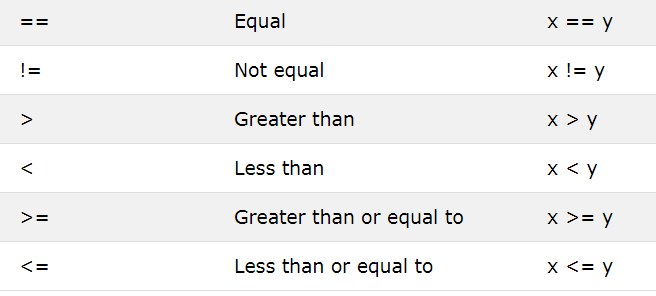 == Equal x == y
!= Not equal x != y
> Greater than x > y
< Less than x < y
>= Greater than or equal to x >= y
<= Less than or equal to x <= y